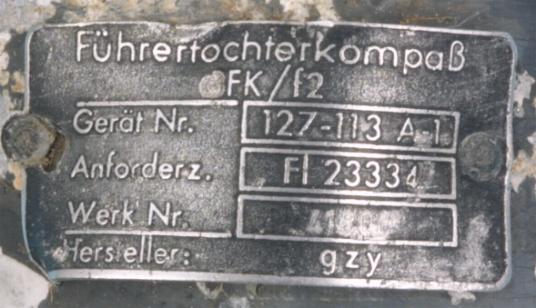 Führertochterkompaß
FK/f2
Gerät Nr. 127-113 A-1
Anforderz. Fl 23334
Werk Nr.
Hersteller: gzy